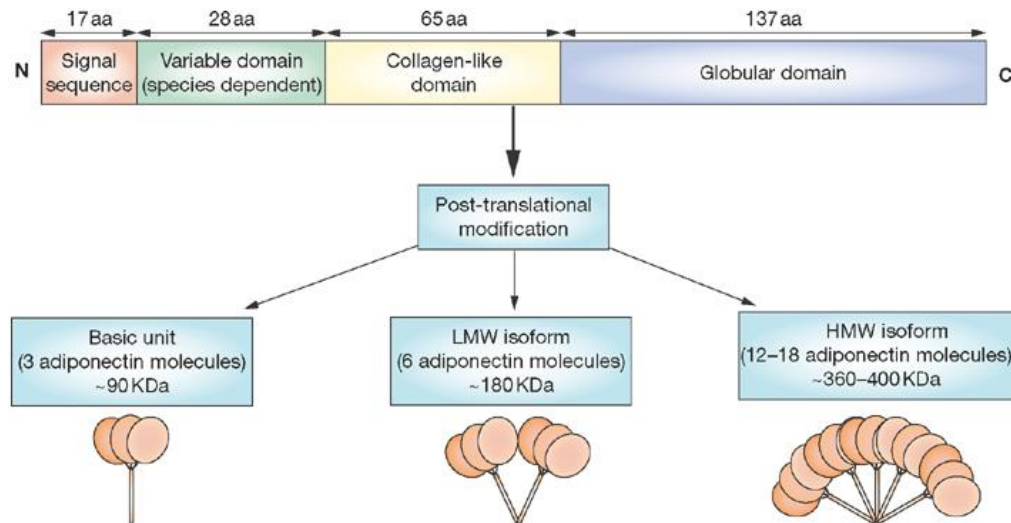 17 aa 28 aa 65 aa 137 aa
N
Signal
sequence
Variable domain
(species dependent)
Collagen-like
domain
Globular domain
C
Post-translational
modification
Basic unit
(3 adiponectin molecules)
~90 KDa
LMW isoform
(6 adiponectin molecules)
~180 KDa
HMW isoform
(12–18 adiponectin molecules)
~360–400 KDa